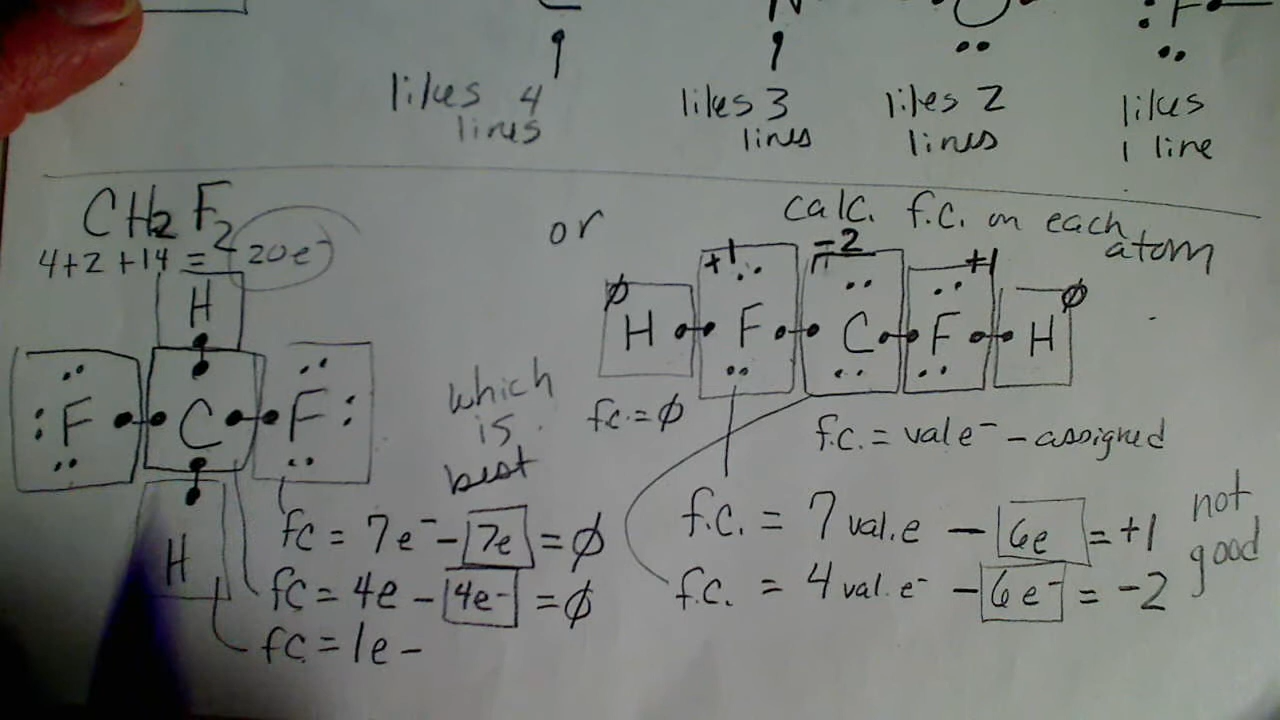 N
: F
likes 4 lines
likes 3 lines
likes 2 lines
likes 1 line
CH2F2
4+2+14 = 20e-
or
calc. f.c. on each atom
H
:F C F:
H
which is best
ϕ +1 -2 +1 ϕ
H F C F H
f.c. = ϕ
f.c. = val e- - assigned
fc = 7e- - 7e = ϕ
fc = 4e - 4e- = ϕ
fc = 1e -
f.c. = 7 val.e - 6e = +1
f.c. = 4 val.e- - 6e- = -2
not good